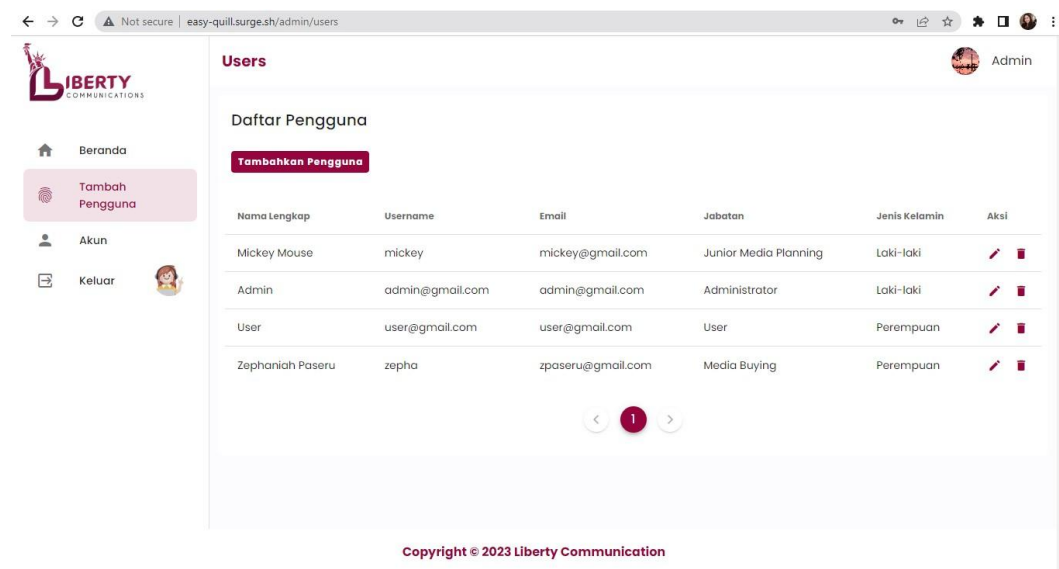 Not secure easy-quill.surge.sh/admin/users
LIBERTY
COMMUNICATIONS
Users
Admin
Beranda
Tambah
Pengguna
Akun
Keluar
Daftar Pengguna
Tambahkan Pengguna
Nama Lengkap Username Email Jabatan Jenis Kelamin Aksi
Mickey Mouse mickey mickey@gmail.com Junior Media Planning Laki-laki
Admin admin@gmail.com admin@gmail.com Administrator Laki-laki
User user@gmail.com user@gmail.com User Perempuan
Zephaniah Paseru zepha zpaseru@gmail.com Media Buying Perempuan
1
Copyright © 2023 Liberty Communication